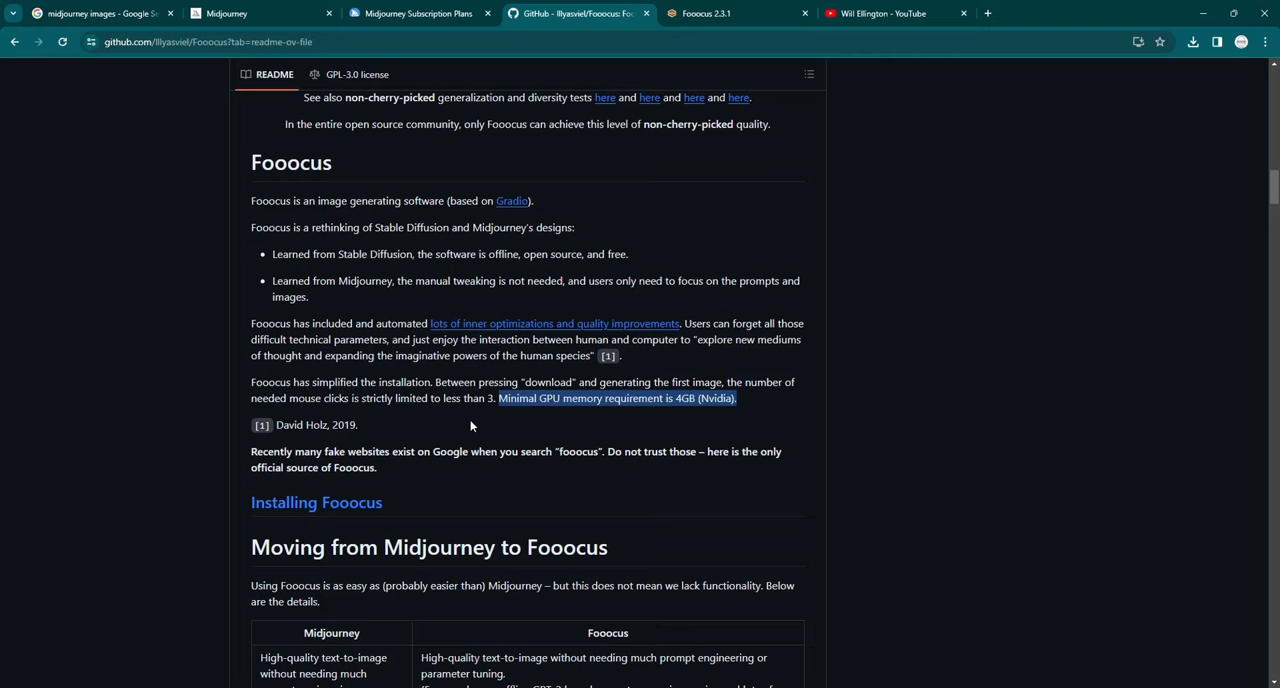 midjourney images - Google Se
Midjourney
Midjourney Subscription Plans
GitHub - lllyasviel/Fooocus: Foc
Fooocus 2.3.1
Will Ellington - YouTube
github.com/lllyasviel/Fooocus?tab=readme-ov-file
README
GPL-3.0 license
See also non-cherry-picked generalization and diversity tests here and here and here and here.
In the entire open source community, only Fooocus can achieve this level of non-cherry-picked quality.
Fooocus
Fooocus is an image generating software (based on Gradio).
Fooocus is a rethinking of Stable Diffusion and Midjourney's designs:
• Learned from Stable Diffusion, the software is offline, open source, and free.
• Learned from Midjourney, the manual tweaking is not needed, and users only need to focus on the prompts and
images.
Fooocus has included and automated lots of inner optimizations and quality improvements. Users can forget all those
difficult technical parameters, and just enjoy the interaction between human and computer to "explore new mediums
of thought and expanding the imaginative powers of the human species" [1].
Fooocus has simplified the installation. Between pressing "download" and generating the first image, the number of
needed mouse clicks is strictly limited to less than 3. Minimal GPU memory requirement is 4GB (Nvidia).
[1] David Holz, 2019.
Recently many fake websites exist on Google when you search "fooocus". Do not trust those – here is the only
official source of Fooocus.
Installing Fooocus
Moving from Midjourney to Fooocus
Using Fooocus is as easy as (probably easier than) Midjourney – but this does not mean we lack functionality. Below
are the details.
Midjourney
Fooocus
High-quality text-to-image
without needing much
High-quality text-to-image without needing much prompt engineering or
parameter tuning.